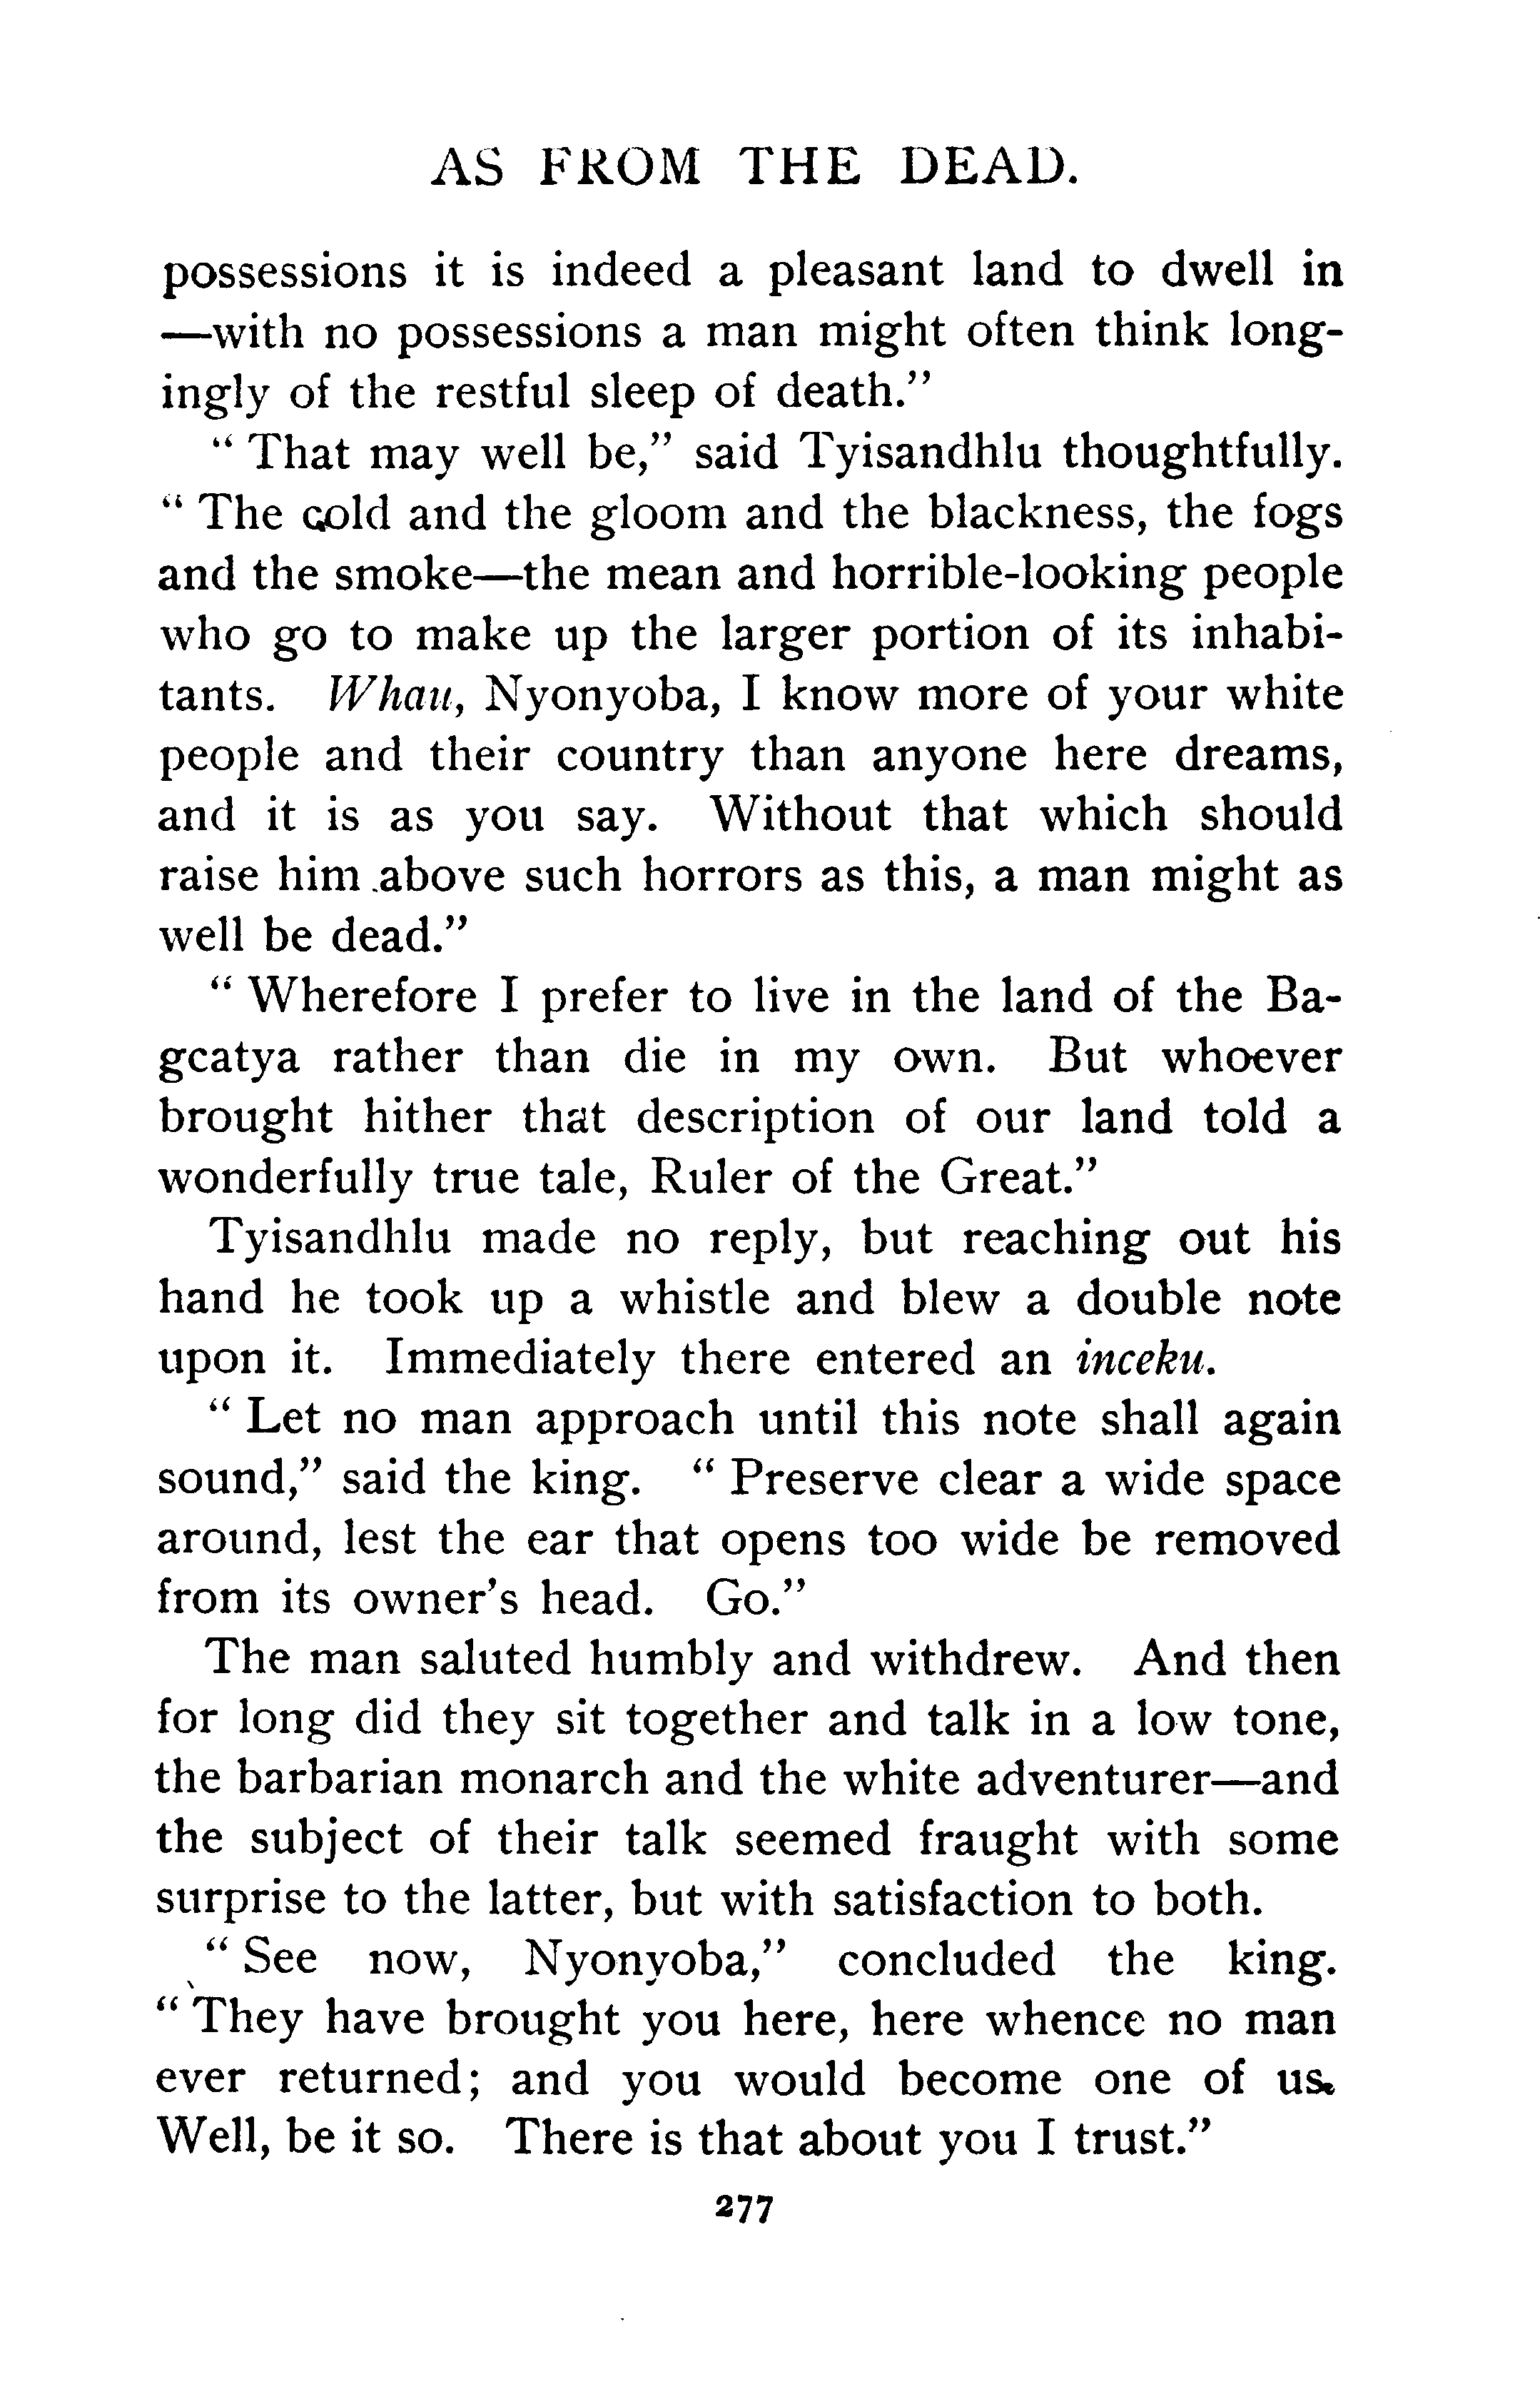 AS FROM THE DEAD.
possessions it is indeed a pleasant land to dwell in
—with no possessions a man might often think long-
ingly of the restful sleep of death.”
“ That may well be,” said Tyisandhlu thoughtfully.
“ The cold and the gloom and the blackness, the fogs
and the smoke—the mean and horrible-looking people
who go to make up the larger portion of its inhabi-
tants. Whau, Nyonyoba, I know more of your white
people and their country than anyone here dreams,
and it is as you say. Without that which should
raise him above such horrors as this, a man might as
well be dead.”
“ Wherefore I prefer to live in the land of the Ba-
gcatya rather than die in my own. But whoever
brought hither that description of our land told a
wonderfully true tale, Ruler of the Great.”
Tyisandhlu made no reply, but reaching out his
hand he took up a whistle and blew a double note
upon it. Immediately there entered an inceku.
“ Let no man approach until this note shall again
sound,” said the king. “ Preserve clear a wide space
around, lest the ear that opens too wide be removed
from its owner’s head. Go.”
The man saluted humbly and withdrew. And then
for long did they sit together and talk in a low tone,
the barbarian monarch and the white adventurer—and
the subject of their talk seemed fraught with some
surprise to the latter, but with satisfaction to both.
“ See now, Nyonyoba,” concluded the king.
“ They have brought you here, here whence no man
ever returned; and you would become one of us.
Well, be it so. There is that about you I trust.”
277